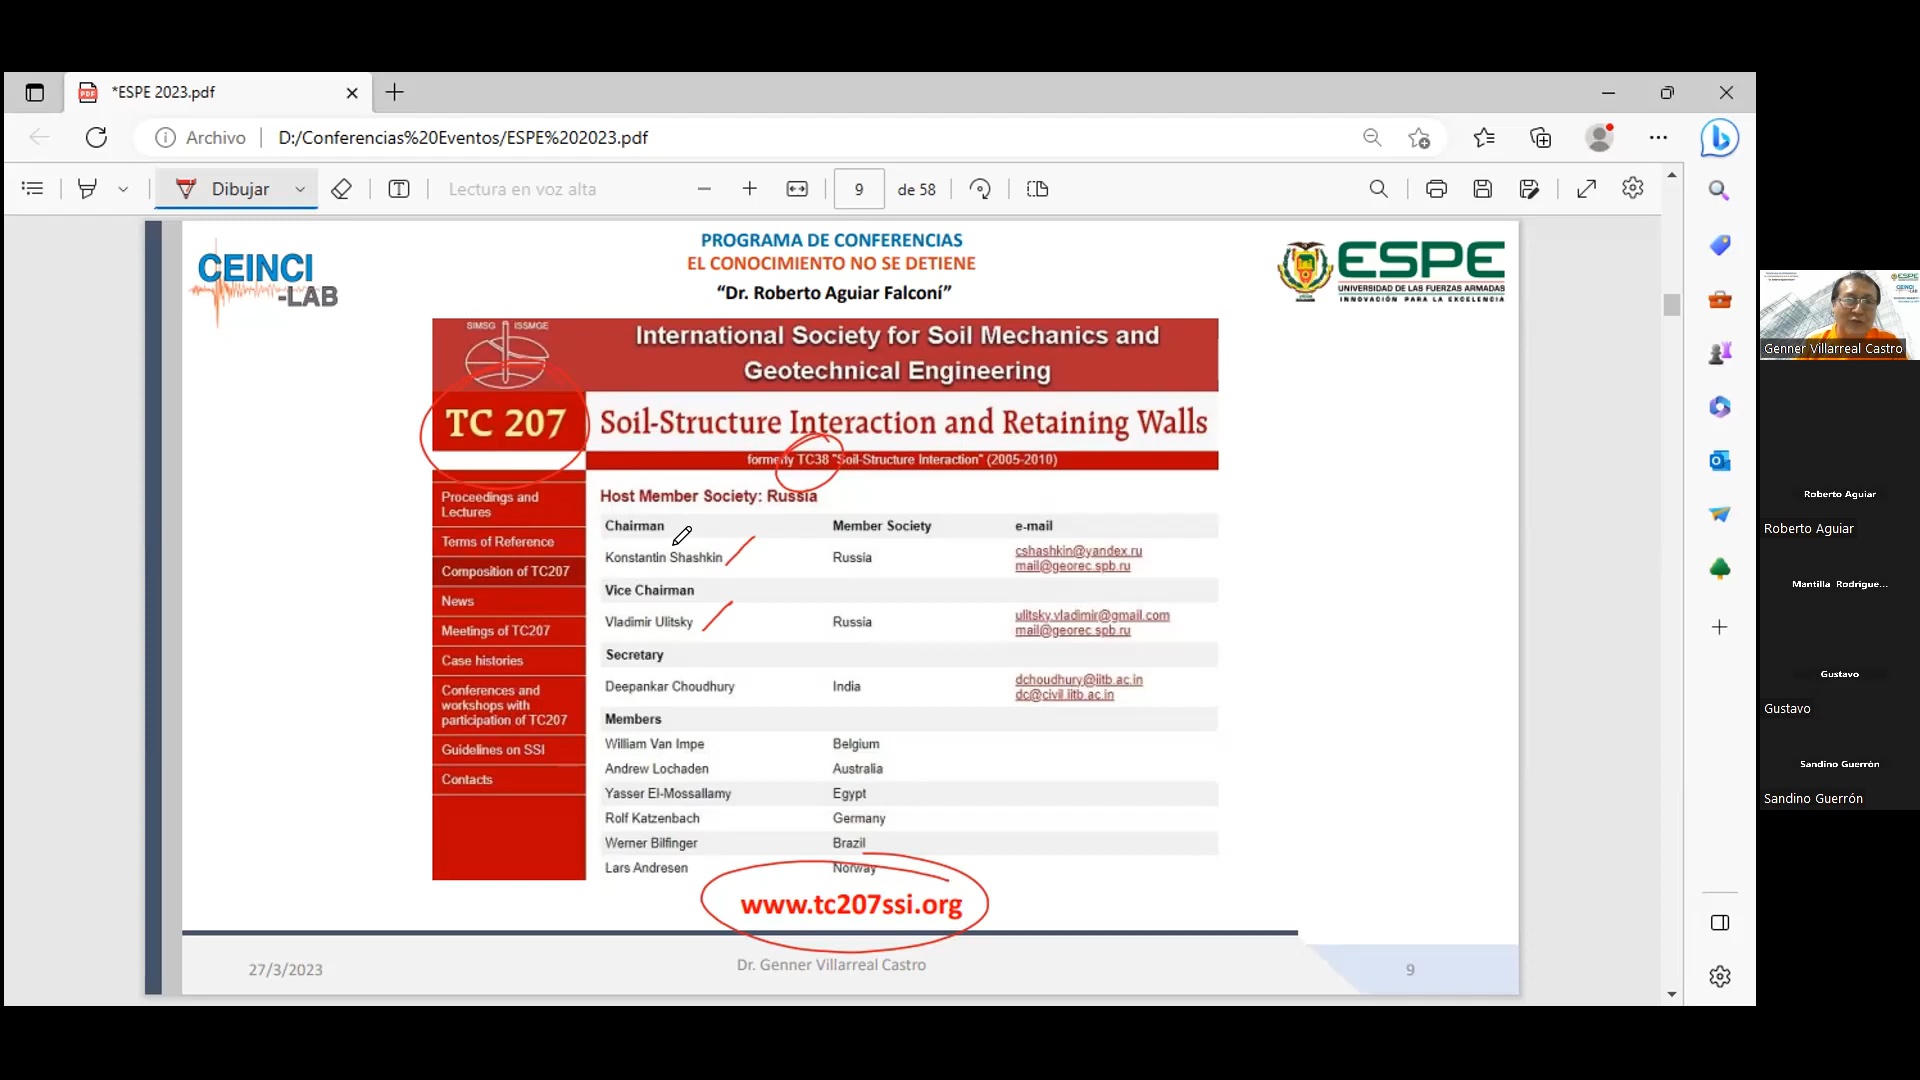 *ESPE 2023.pdf
Archivo
D:/Conferencias%20Eventos/ESPE%202023.pdf
Dibujar
Lectura en voz alta
9
de 58
CEINCI
-LAB
PROGRAMA DE CONFERENCIAS
EL CONOCIMIENTO NO SE DETIENE
“Dr. Roberto Aguiar Falconí”
ESPE
UNIVERSIDAD DE LAS FUERZAS ARMADAS
INNOVACIÓN PARA LA EXCELENCIA
SIMSG ISSMGE
International Society for Soil Mechanics and
Geotechnical Engineering
TC 207
Soil-Structure Interaction and Retaining Walls
formerly TC38 "Soil-Structure Interaction" (2005-2010)
Proceedings and
Lectures
Terms of Reference
Composition of TC207
News
Meetings of TC207
Case histories
Conferences and
workshops with
participation of TC207
Guidelines on SSI
Contacts
Host Member Society: Russia
Chairman Member Society e-mail
Konstantin Shashkin Russia cshashkin@yandex.ru
mail@georec.spb.ru
Vice Chairman
Vladimir Ulitsky Russia ulitsky.vladimir@gmail.com
mail@georec.spb.ru
Secretary
Deepankar Choudhury India dchoudhury@iitb.ac.in
dc@civil.iitb.ac.in
Members
William Van Impe Belgium
Andrew Lochaden Australia
Yasser El-Mossallamy Egypt
Rolf Katzenbach Germany
Werner Bilfinger Brazil
Lars Andresen Norway
www.tc207ssi.org
27/3/2023
Dr. Genner Villarreal Castro
9
Genner Villarreal Castro
Roberto Aguiar
Roberto Aguiar
Mantilla Rodrigue...
Gustavo
Gustavo
Sandino Guerrón
Sandino Guerrón